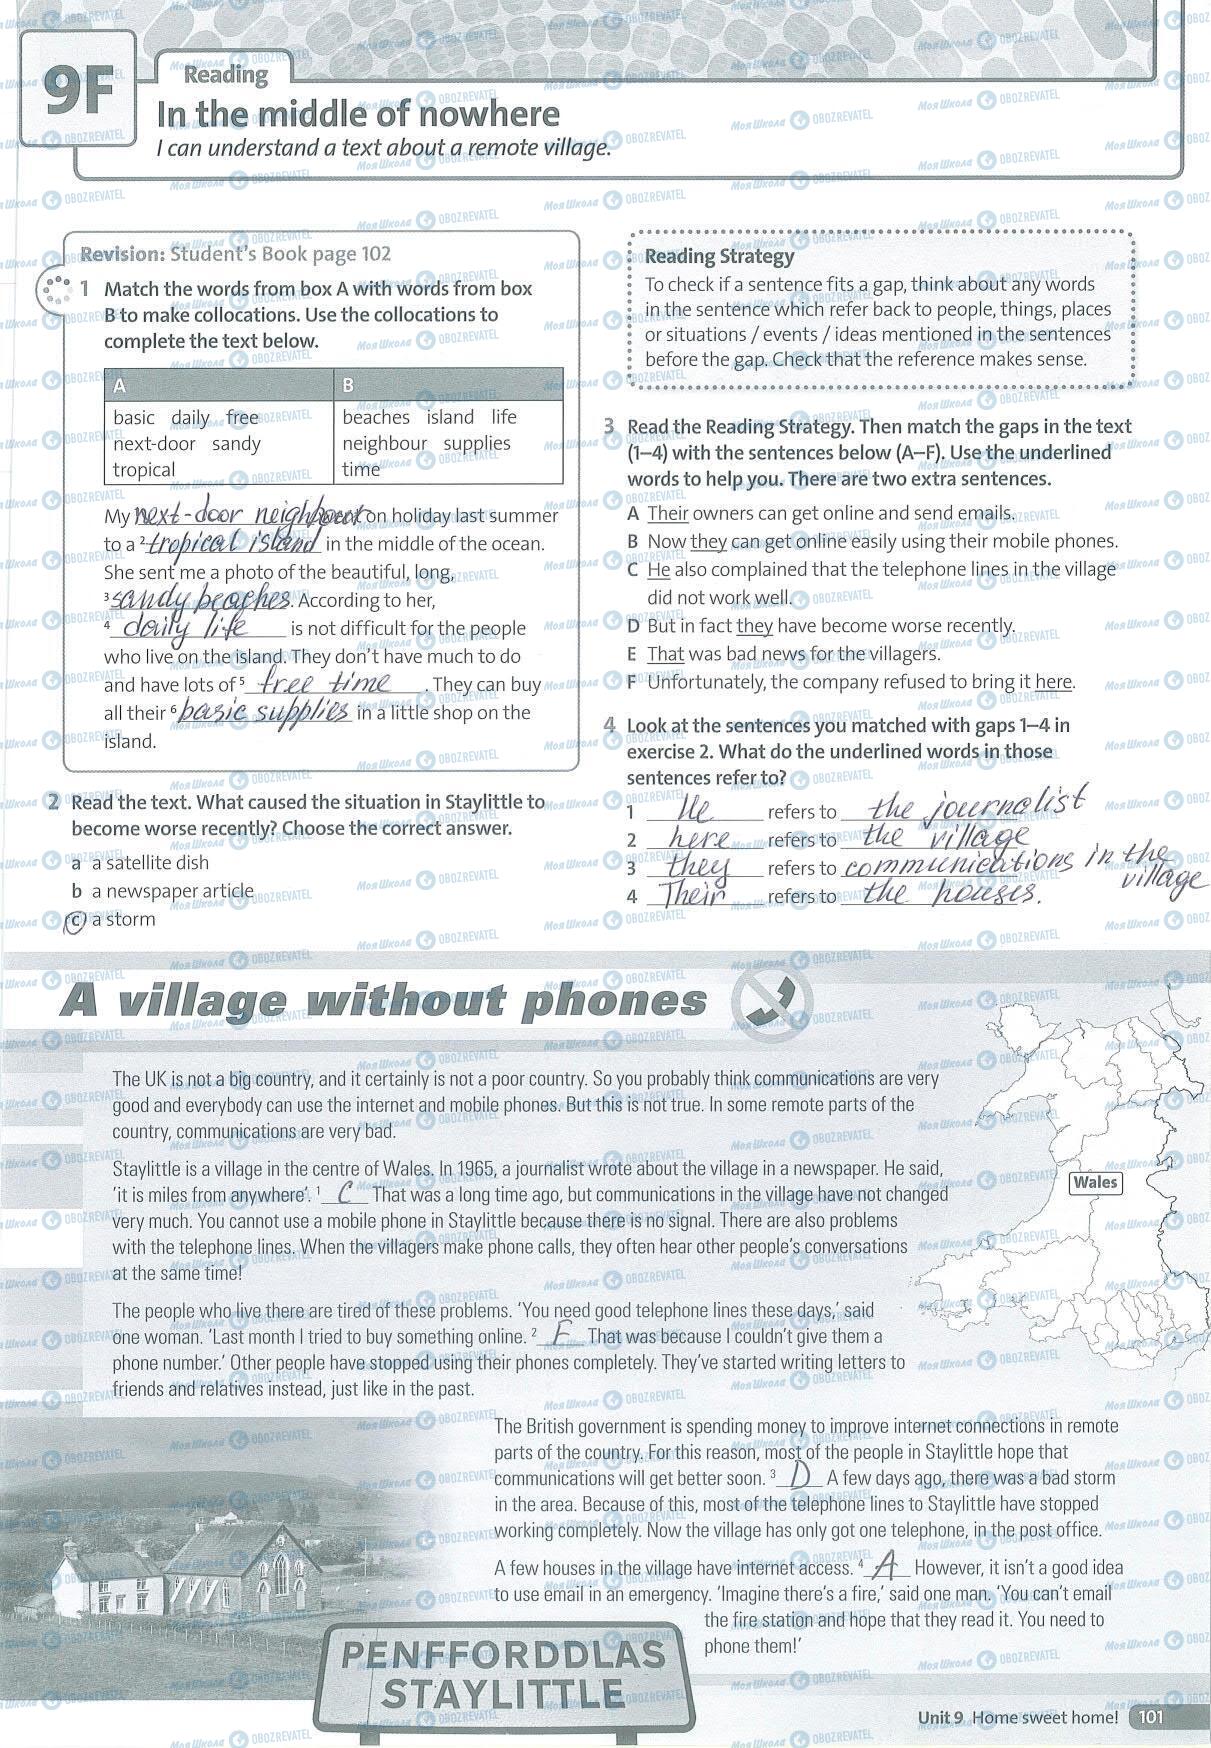 9F
Reading
In the middle of nowhere
I can understand a text about a remote village.
Revision: Student's Book page 102
1 Match the words from box A with words from box
B to make collocations. Use the collocations to
complete the text below.
A B
basic daily free beaches island life
next-door sandy neighbour supplies
tropical time
My next-door neighbour on holiday last summer
to a ² tropical island in the middle of the ocean.
She sent me a photo of the beautiful, long,
³ sandy beaches. According to her,
⁴ daily life is not difficult for the people
who live on the island. They don't have much to do
and have lots of ⁵ free time. They can buy
all their ⁶ basic supplies in a little shop on the
island.
2 Read the text. What caused the situation in Staylittle to
become worse recently? Choose the correct answer.
a a satellite dish
b a newspaper article
c a storm
Reading Strategy
To check if a sentence fits a gap, think about any words
in the sentence which refer back to people, things, places
or situations / events / ideas mentioned in the sentences
before the gap. Check that the reference makes sense.
3 Read the Reading Strategy. Then match the gaps in the text
(1–4) with the sentences below (A–F). Use the underlined
words to help you. There are two extra sentences.
A Their owners can get online and send emails.
B Now they can get online easily using their mobile phones.
C He also complained that the telephone lines in the village
did not work well.
D But in fact they have become worse recently.
E That was bad news for the villagers.
F Unfortunately, the company refused to bring it here.
4 Look at the sentences you matched with gaps 1–4 in
exercise 2. What do the underlined words in those
sentences refer to?
1 He refers to the journalist
2 here refers to the village
3 they refers to communications in the
village
4 Their refers to the houses.
A village without phones
The UK is not a big country, and it certainly is not a poor country. So you probably think communications are very
good and everybody can use the internet and mobile phones. But this is not true. In some remote parts of the
country, communications are very bad.
Staylittle is a village in the centre of Wales. In 1965, a journalist wrote about the village in a newspaper. He said,
'it is miles from anywhere'. ¹ C That was a long time ago, but communications in the village have not changed
very much. You cannot use a mobile phone in Staylittle because there is no signal. There are also problems
with the telephone lines. When the villagers make phone calls, they often hear other people's conversations
at the same time!
Wales
The people who live there are tired of these problems. 'You need good telephone lines these days,' said
one woman. 'Last month I tried to buy something online. ² F That was because I couldn't give them a
phone number.' Other people have stopped using their phones completely. They've started writing letters to
friends and relatives instead, just like in the past.
The British government is spending money to improve internet connections in remote
parts of the country. For this reason, most of the people in Staylittle hope that
communications will get better soon. ³ D A few days ago, there was a bad storm
in the area. Because of this, most of the telephone lines to Staylittle have stopped
working completely. Now the village has only got one telephone, in the post office.
A few houses in the village have internet access. ⁴ A However, it isn't a good idea
to use email in an emergency. 'Imagine there's a fire,' said one man. 'You can't email
the fire station and hope that they read it. You need to
phone them!'
PENFFORDDLAS
STAYLITTLE
Unit 9 Home sweet home! 101
Моя Школа OBOZREVATEL